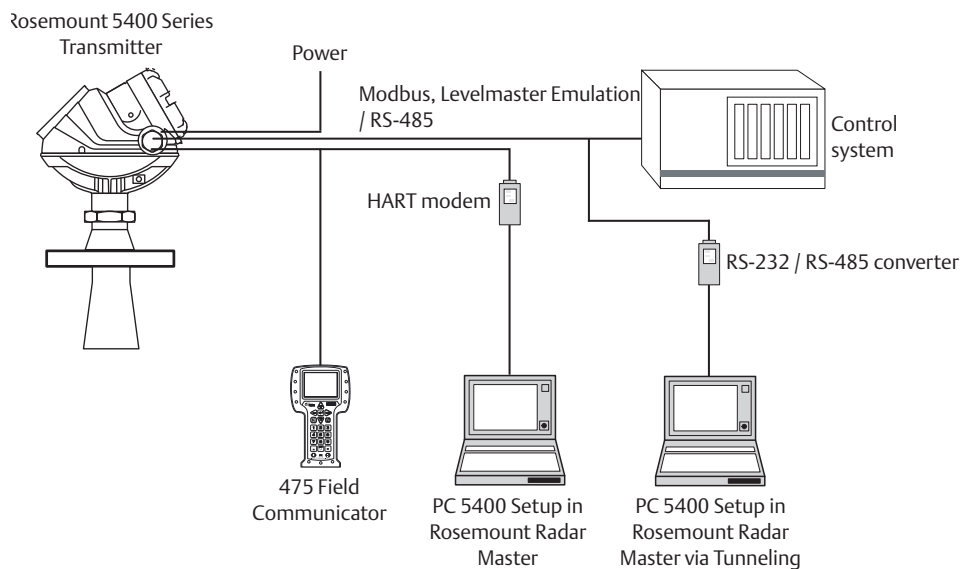 Rosemount 5400 Series
Transmitter
Power
Modbus, Levelmaster Emulation
/ RS-485
Control
system
HART modem
RS-232 / RS-485 converter
475 Field
Communicator
PC 5400 Setup in
Rosemount Radar
Master
PC 5400 Setup in
Rosemount Radar
Master via Tunneling